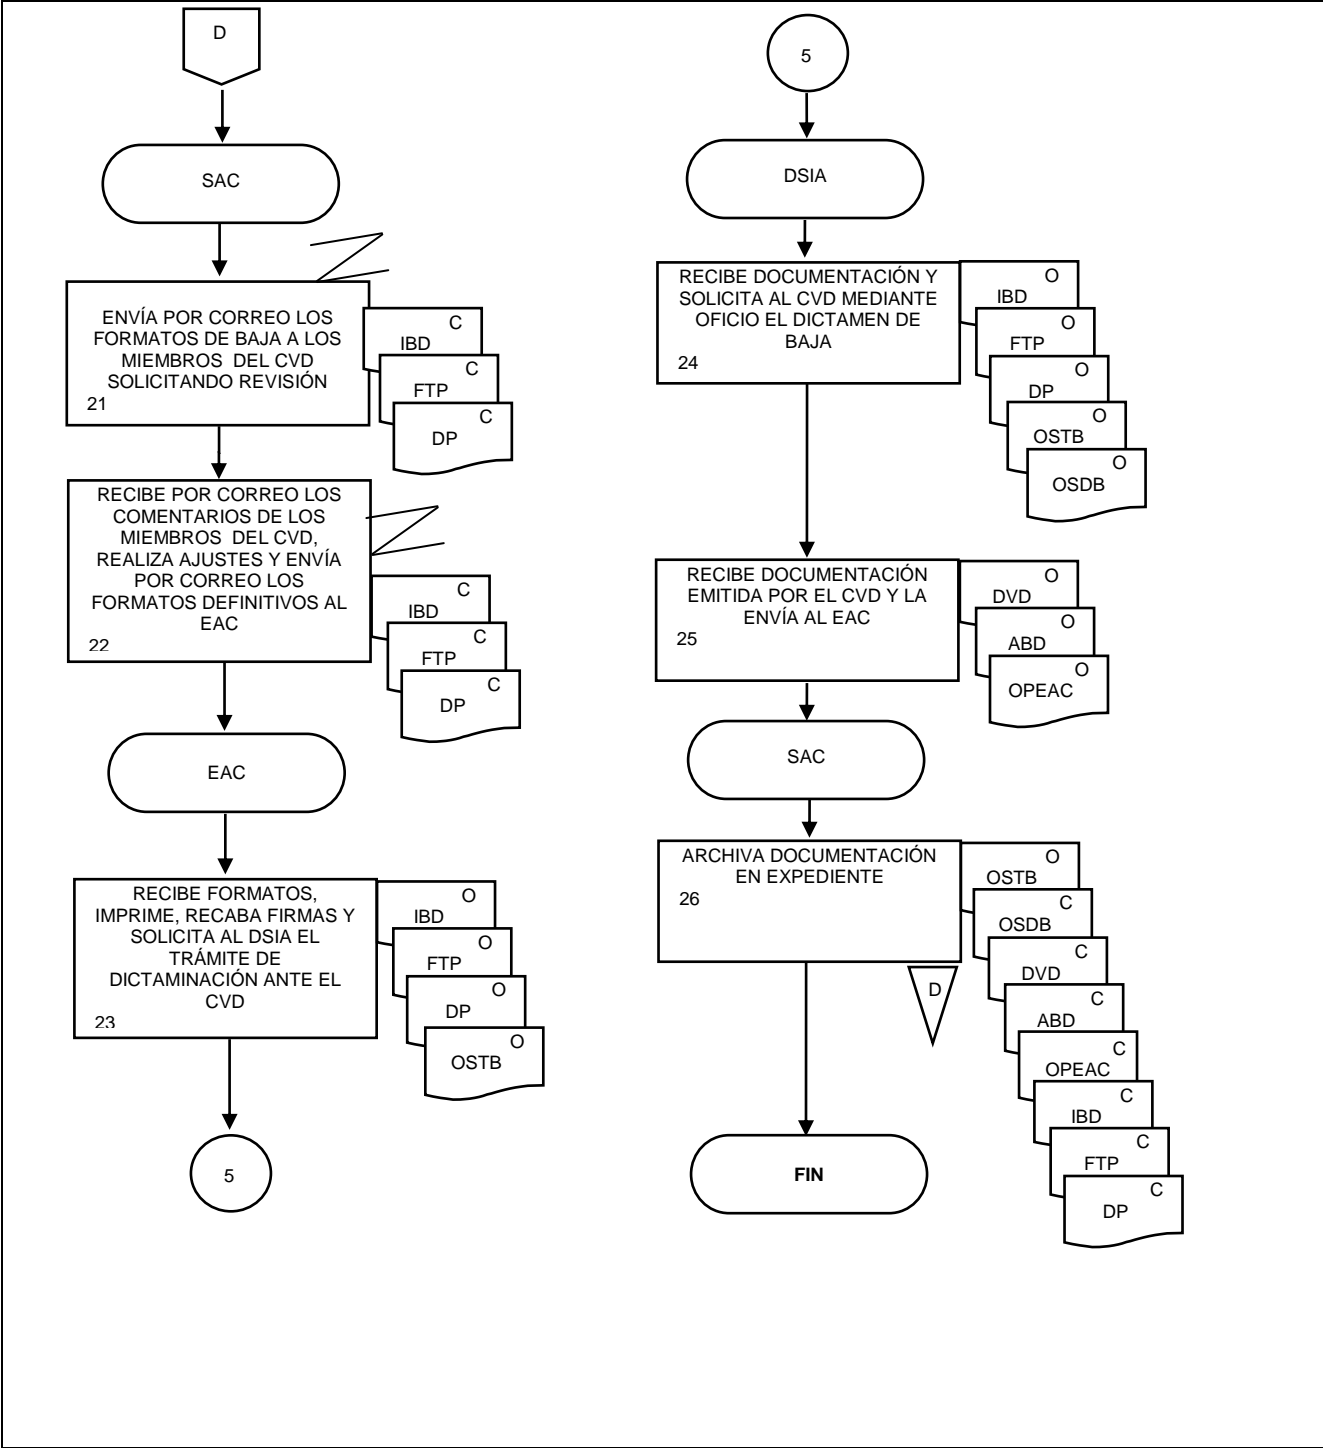 D
SAC
ENVÍA POR CORREO LOS
FORMATOS DE BAJA A LOS
MIEMBROS DEL CVD
SOLICITANDO REVISIÓN
21
C
IBD
C
FTP
C
DP
RECIBE POR CORREO LOS
COMENTARIOS DE LOS
MIEMBROS DEL CVD,
REALIZA AJUSTES Y ENVÍA
POR CORREO LOS
FORMATOS DEFINITIVOS AL
EAC
22
C
IBD
C
FTP
C
DP
EAC
RECIBE FORMATOS,
IMPRIME, RECABA FIRMAS Y
SOLICITA AL DSIA EL
TRÁMITE DE
DICTAMINACIÓN ANTE EL
CVD
23
O
IBD
O
FTP
O
DP
O
OSTB
5
5
DSIA
RECIBE DOCUMENTACIÓN Y
SOLICITA AL CVD MEDIANTE
OFICIO EL DICTAMEN DE
BAJA
24
O
IBD
O
FTP
O
DP
O
OSTB
O
OSDB
RECIBE DOCUMENTACIÓN
EMITIDA POR EL CVD Y LA
ENVÍA AL EAC
25
O
DVD
O
ABD
O
OPEAC
SAC
ARCHIVA DOCUMENTACIÓN
EN EXPEDIENTE
26
D
O
OSTB
C
OSDB
C
DVD
C
ABD
C
OPEAC
C
IBD
C
FTP
C
DP
FIN